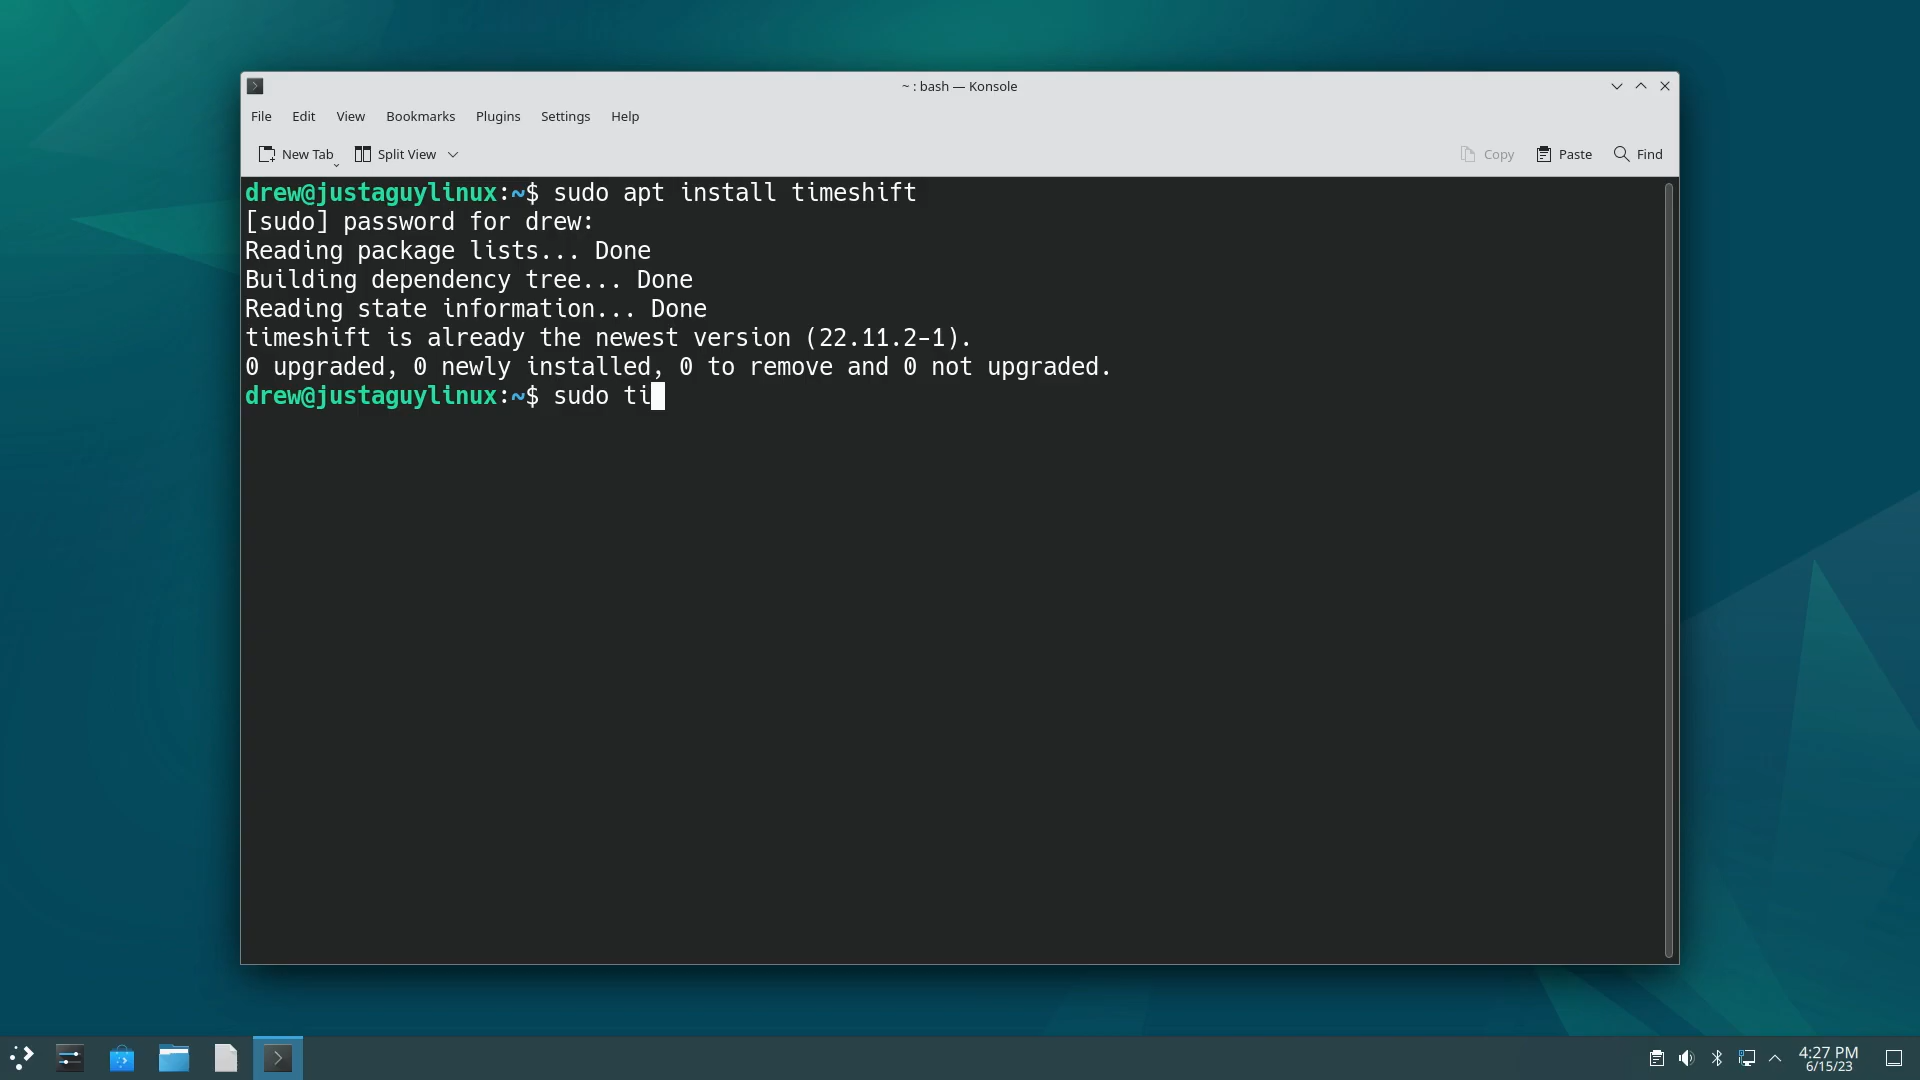 ~ : bash — Konsole
File Edit View Bookmarks Plugins Settings Help
New Tab Split View Copy Paste Find
drew@justaguylinux:~$ sudo apt install timeshift
[sudo] password for drew:
Reading package lists... Done
Building dependency tree... Done
Reading state information... Done
timeshift is already the newest version (22.11.2-1).
0 upgraded, 0 newly installed, 0 to remove and 0 not upgraded.
drew@justaguylinux:~$ sudo ti
4:27 PM
6/15/23